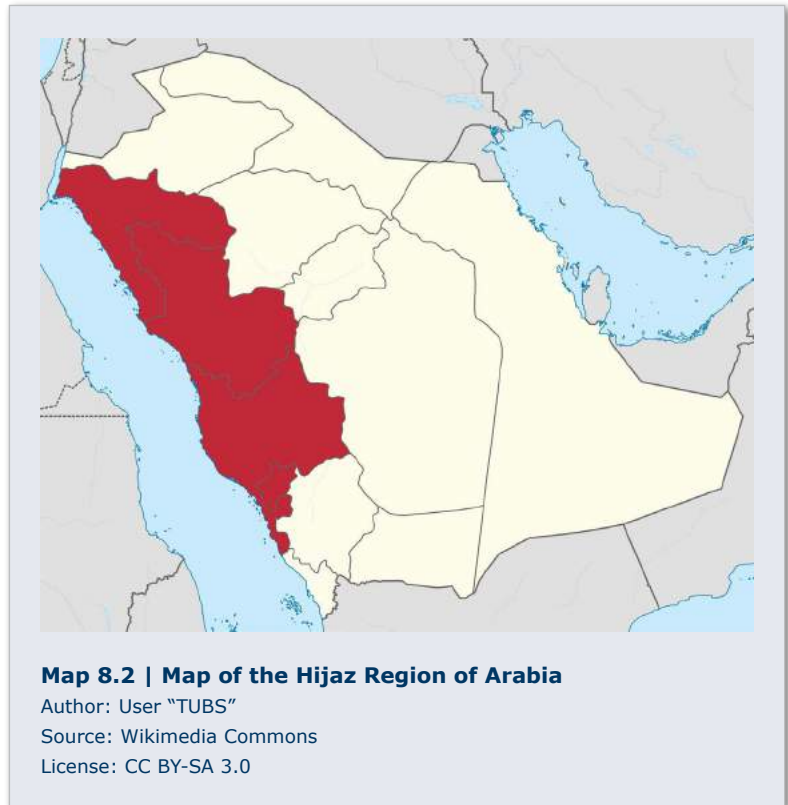 Map 8.2 | Map of the Hijaz Region of Arabia
Author: User “TUBS”
Source: Wikimedia Commons
License: CC BY-SA 3.0